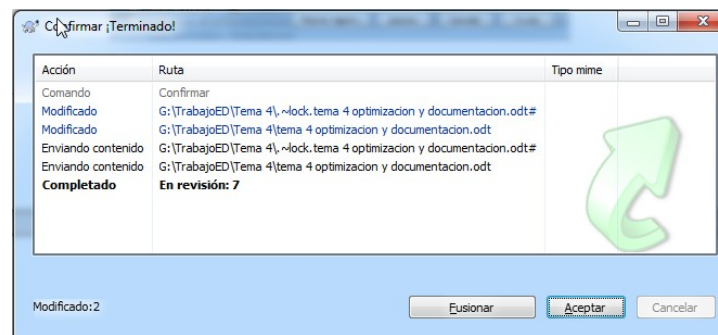 Confirmar ¡Terminado!
Acción Ruta Tipo mime
Comando Confirmar
Modificado G:\TrabajoED\Tema 4\.~lock.tema 4 optimizacion y documentacion.odt#
Modificado G:\TrabajoED\Tema 4\tema 4 optimizacion y documentacion.odt
Enviando contenido G:\TrabajoED\Tema 4\.~lock.tema 4 optimizacion y documentacion.odt#
Enviando contenido G:\TrabajoED\Tema 4\tema 4 optimizacion y documentacion.odt
Completado En revisión: 7
Modificado:2 Fusionar Aceptar Cancelar